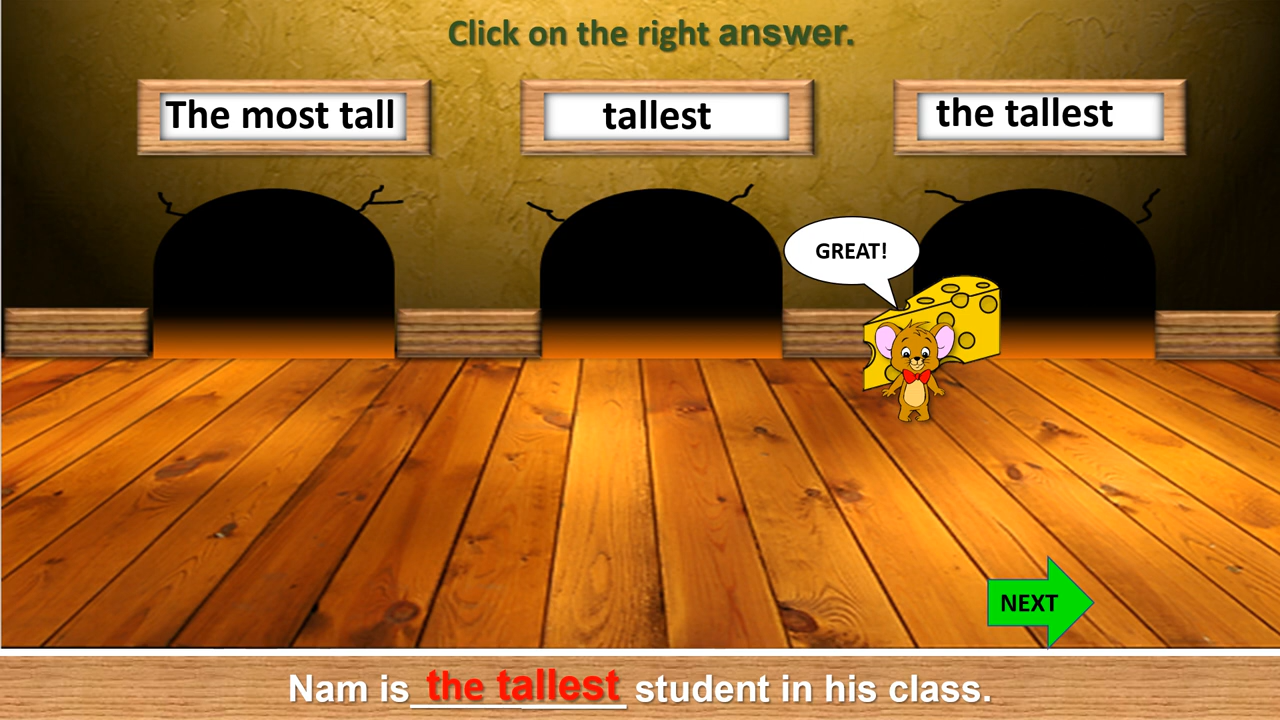 Click on the right answer.
The most tall
tallest
the tallest
GREAT!
NEXT
Nam is the tallest student in his class.